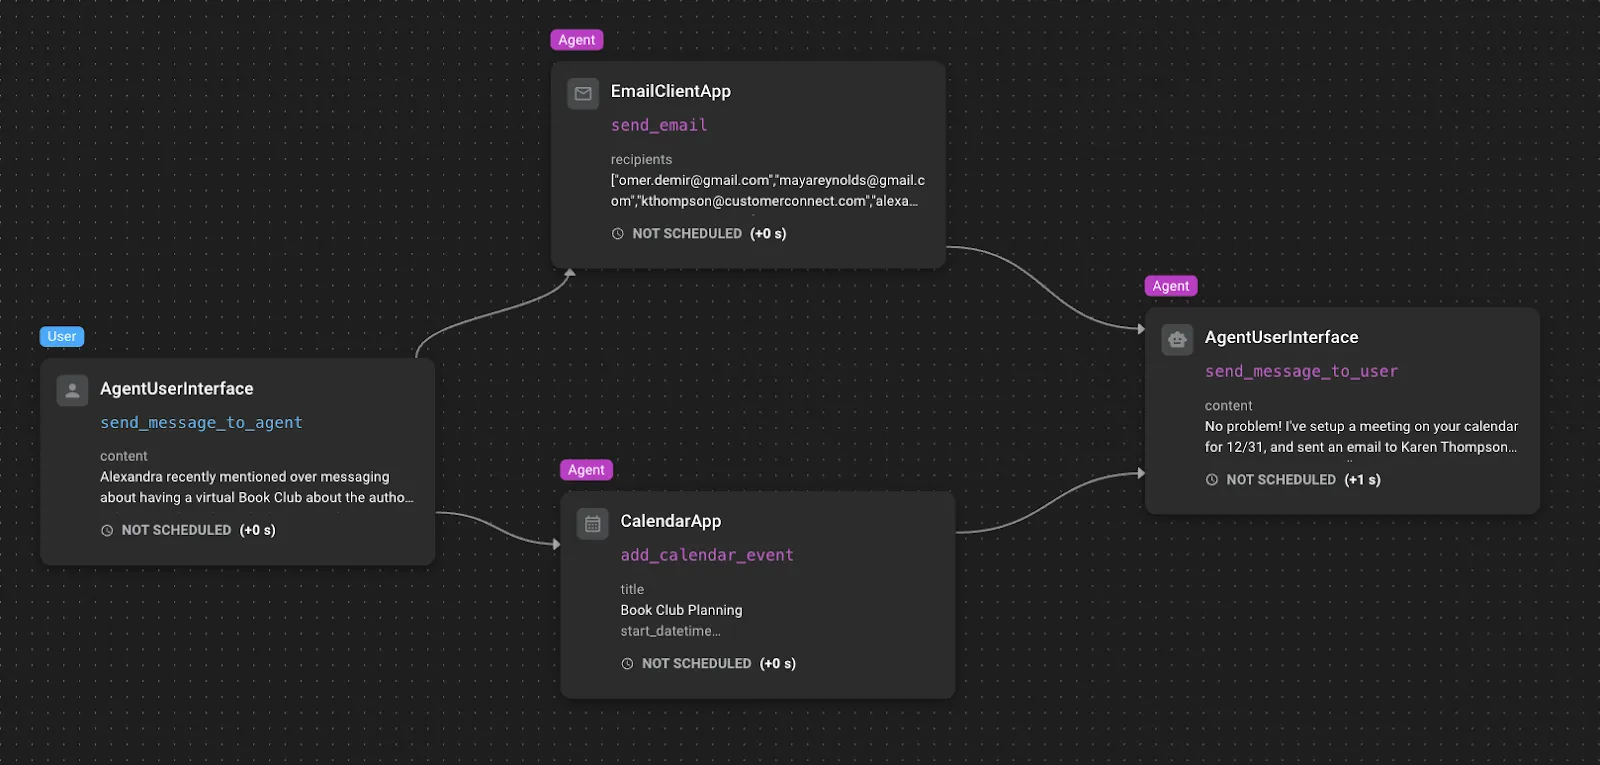 Agent
EmailClientApp
send_email
recipients
["omer.demir@gmail.com","mayareynolds@gmail.c
om","kthompson@customerconnect.com","alexa...
NOT SCHEDULED (+0 s)
User
AgentUserInterface
send_message_to_agent
content
Alexandra recently mentioned over messaging
about having a virtual Book Club about the autho...
NOT SCHEDULED (+0 s)
Agent
CalendarApp
add_calendar_event
title
Book Club Planning
start_datetime...
NOT SCHEDULED (+0 s)
Agent
AgentUserInterface
send_message_to_user
content
No problem! I've setup a meeting on your calendar
for 12/31, and sent an email to Karen Thompson...
NOT SCHEDULED (+1 s)